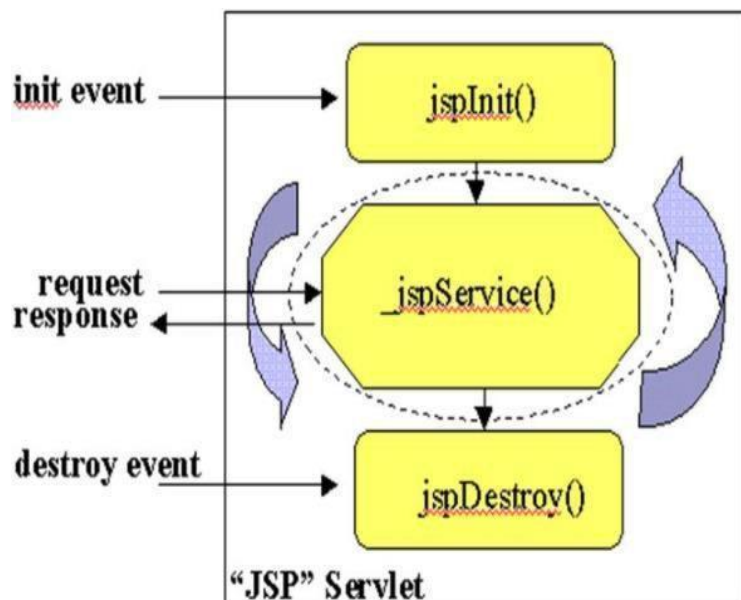 init event
jspInit()
request
response
_jspService()
destroy event
jspDestroy()
“JSP” Servlet